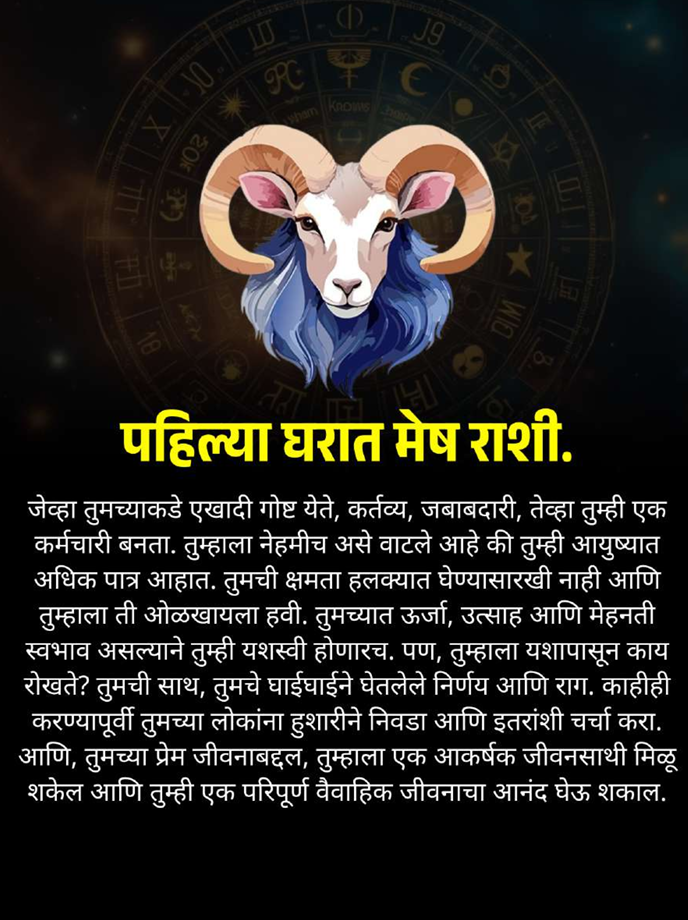 पहिल्या घरात मेष राशी.
जेव्हा तुमच्याकडे एखादी गोष्ट येते, कर्तव्य, जबाबदारी, तेव्हा तुम्ही एक
कर्मचारी बनता. तुम्हाला नेहमीच असे वाटले आहे की तुम्ही आयुष्यात
अधिक पात्र आहात. तुमची क्षमता हलक्यात घेण्यासारखी नाही आणि
तुम्हाला ती ओळखायला हवी. तुमच्यात ऊर्जा, उत्साह आणि मेहनती
स्वभाव असल्याने तुम्ही यशस्वी होणारच. पण, तुम्हाला यशापासून काय
रोखते? तुमची साथ, तुमचे घाईघाईने घेतलेले निर्णय आणि राग. काहीही
करण्यापूर्वी तुमच्या लोकांना हुशारीने निवडा आणि इतरांशी चर्चा करा.
आणि, तुमच्या प्रेम जीवनाबद्दल, तुम्हाला एक आकर्षक जीवनसाथी मिळू
शकेल आणि तुम्ही एक परिपूर्ण वैवाहिक जीवनाचा आनंद घेऊ शकाल.